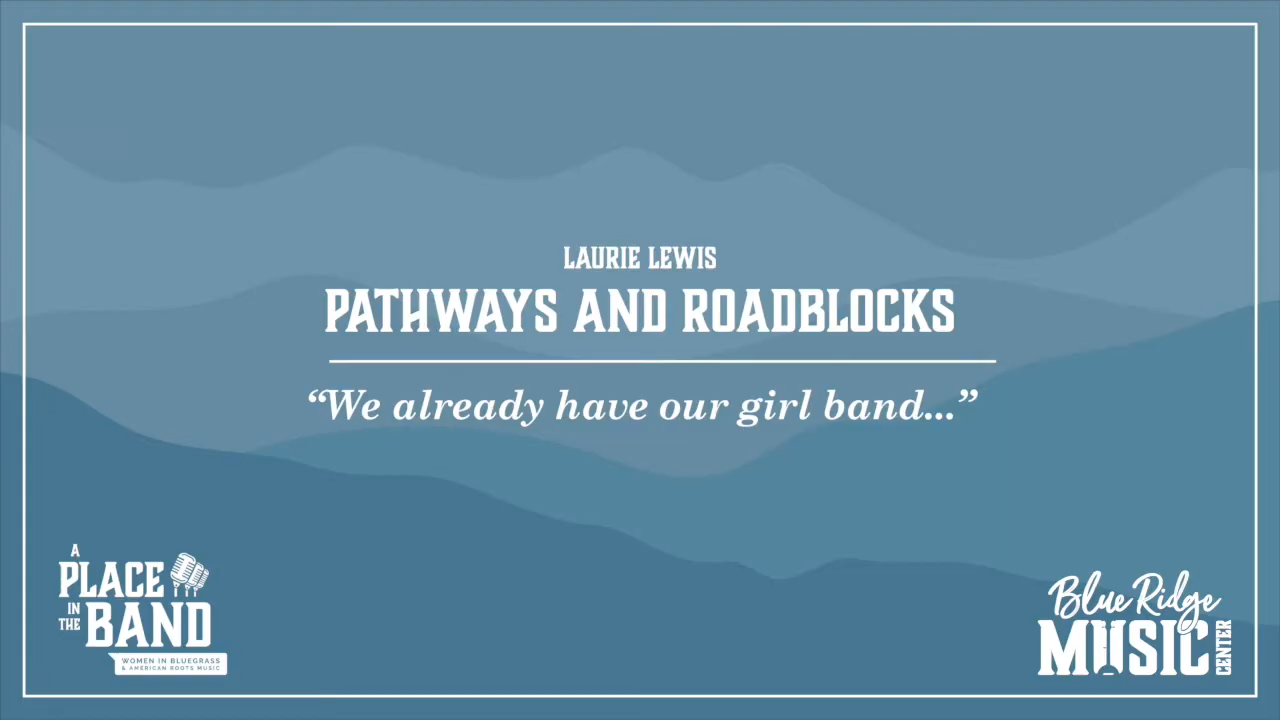 LAURIE LEWIS
PATHWAYS AND ROADBLOCKS
“We already have our girl band...”
A
PLACE
IN
THE
BAND
WOMEN IN BLUEGRASS
& AMERICAN ROOTS MUSIC
Blue Ridge
MUSIC
CENTER